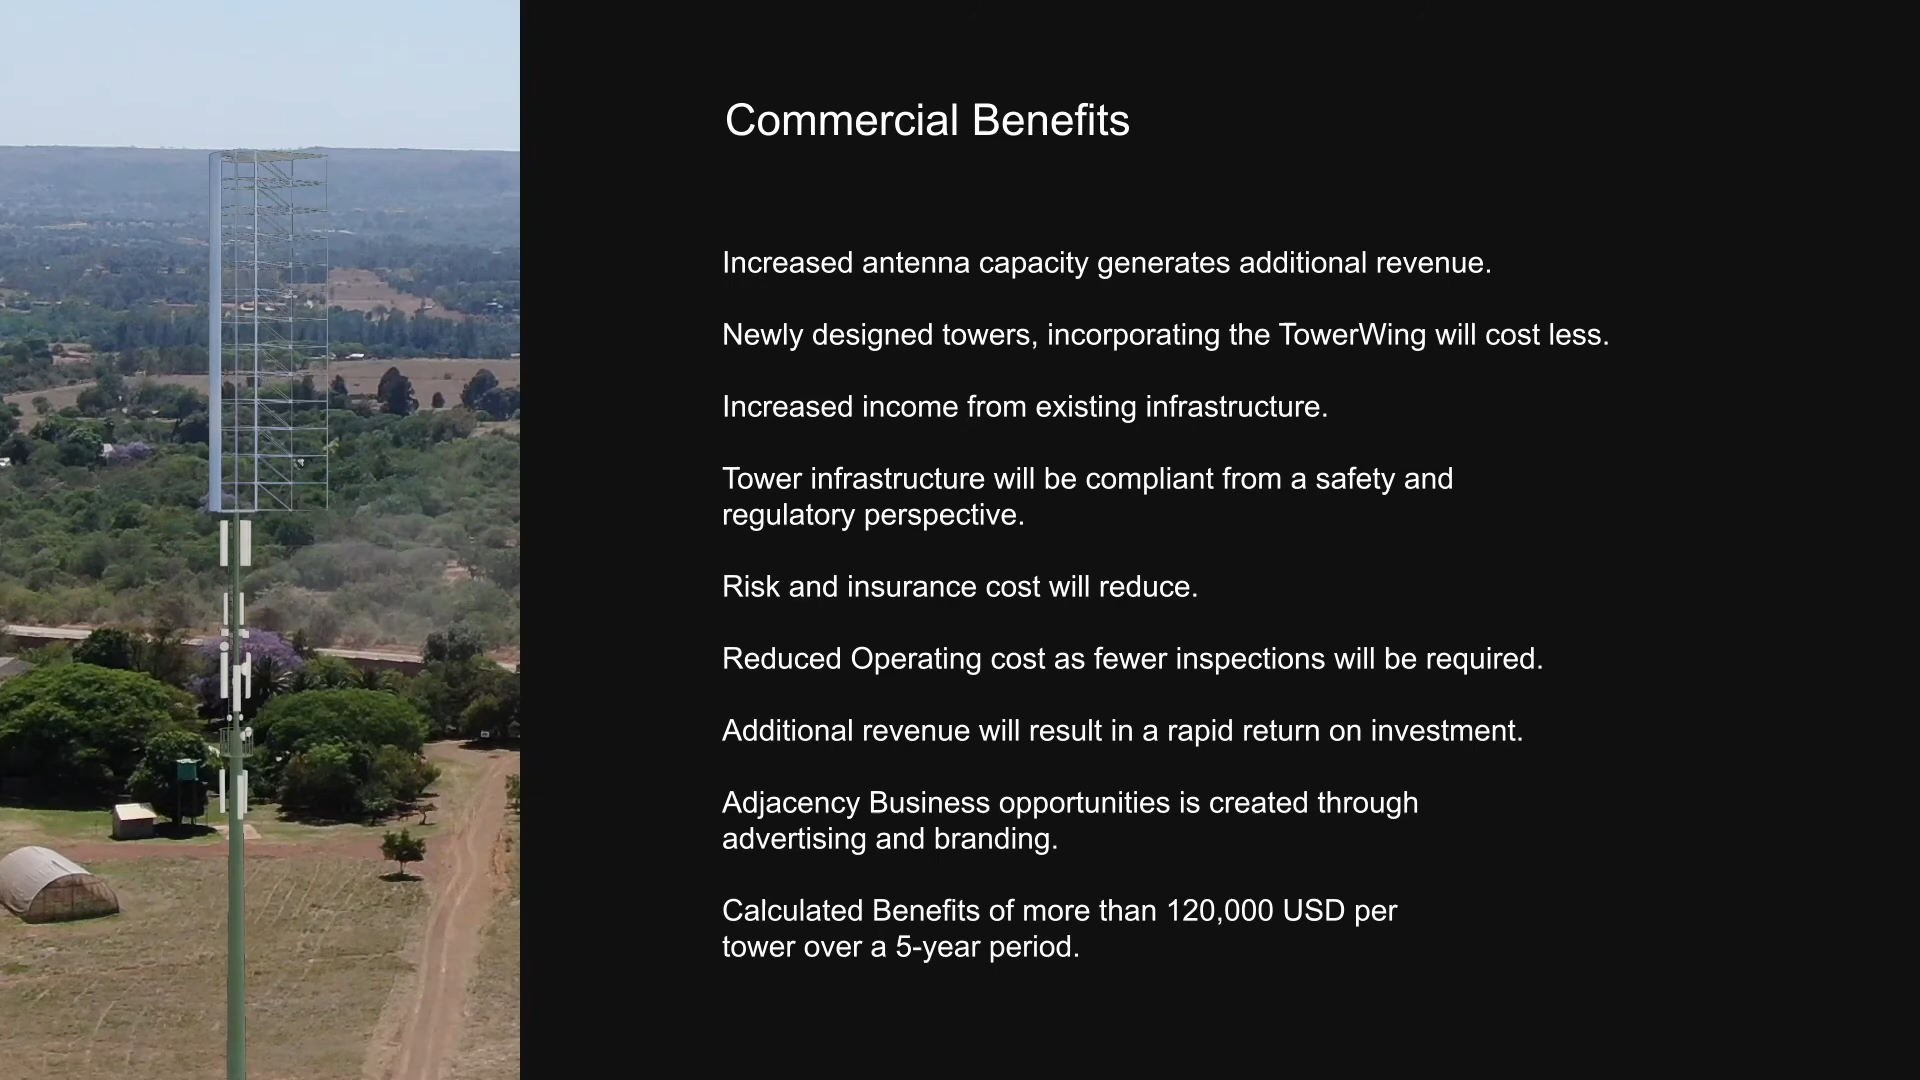 Commercial Benefits
Increased antenna capacity generates additional revenue.
Newly designed towers, incorporating the TowerWing will cost less.
Increased income from existing infrastructure.
Tower infrastructure will be compliant from a safety and
regulatory perspective.
Risk and insurance cost will reduce.
Reduced Operating cost as fewer inspections will be required.
Additional revenue will result in a rapid return on investment.
Adjacency Business opportunities is created through
advertising and branding.
Calculated Benefits of more than 120,000 USD per
tower over a 5-year period.